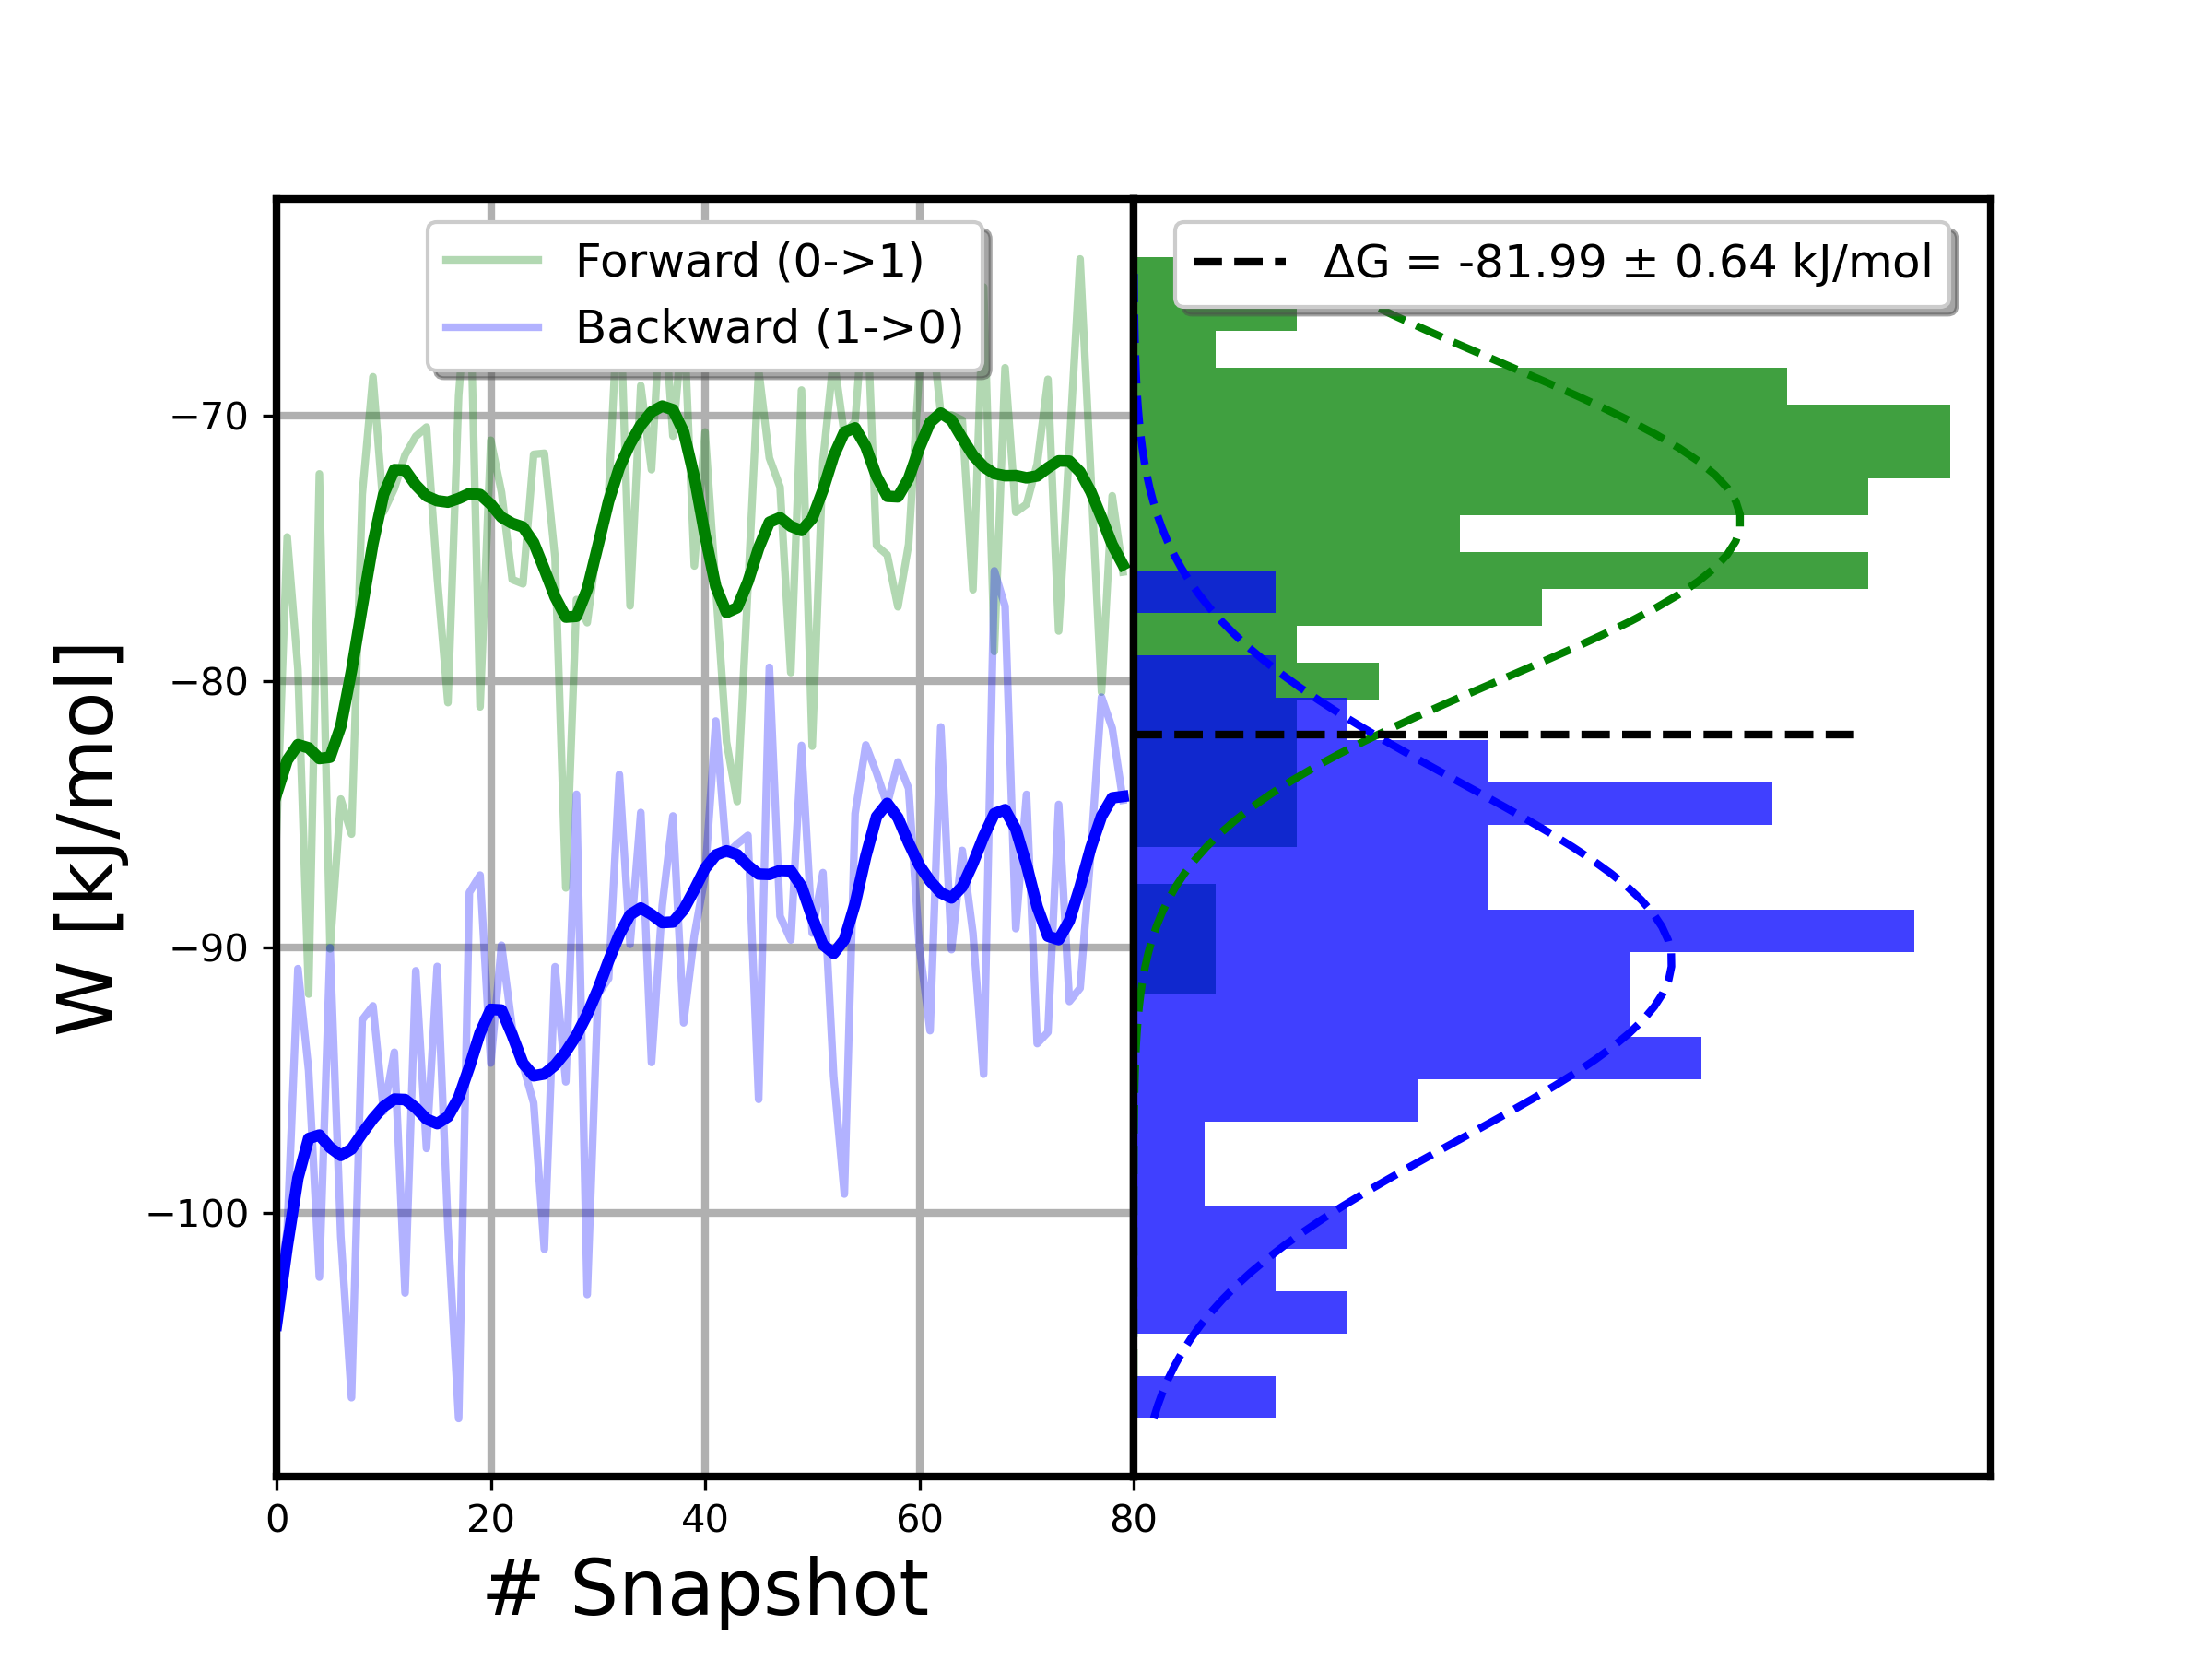 Forward (0->1)
Backward (1->0)
ΔG = -81.99 ± 0.64 kJ/mol
W [kJ/mol]
−70
−80
−90
−100
0 20 40 60 80
# Snapshot